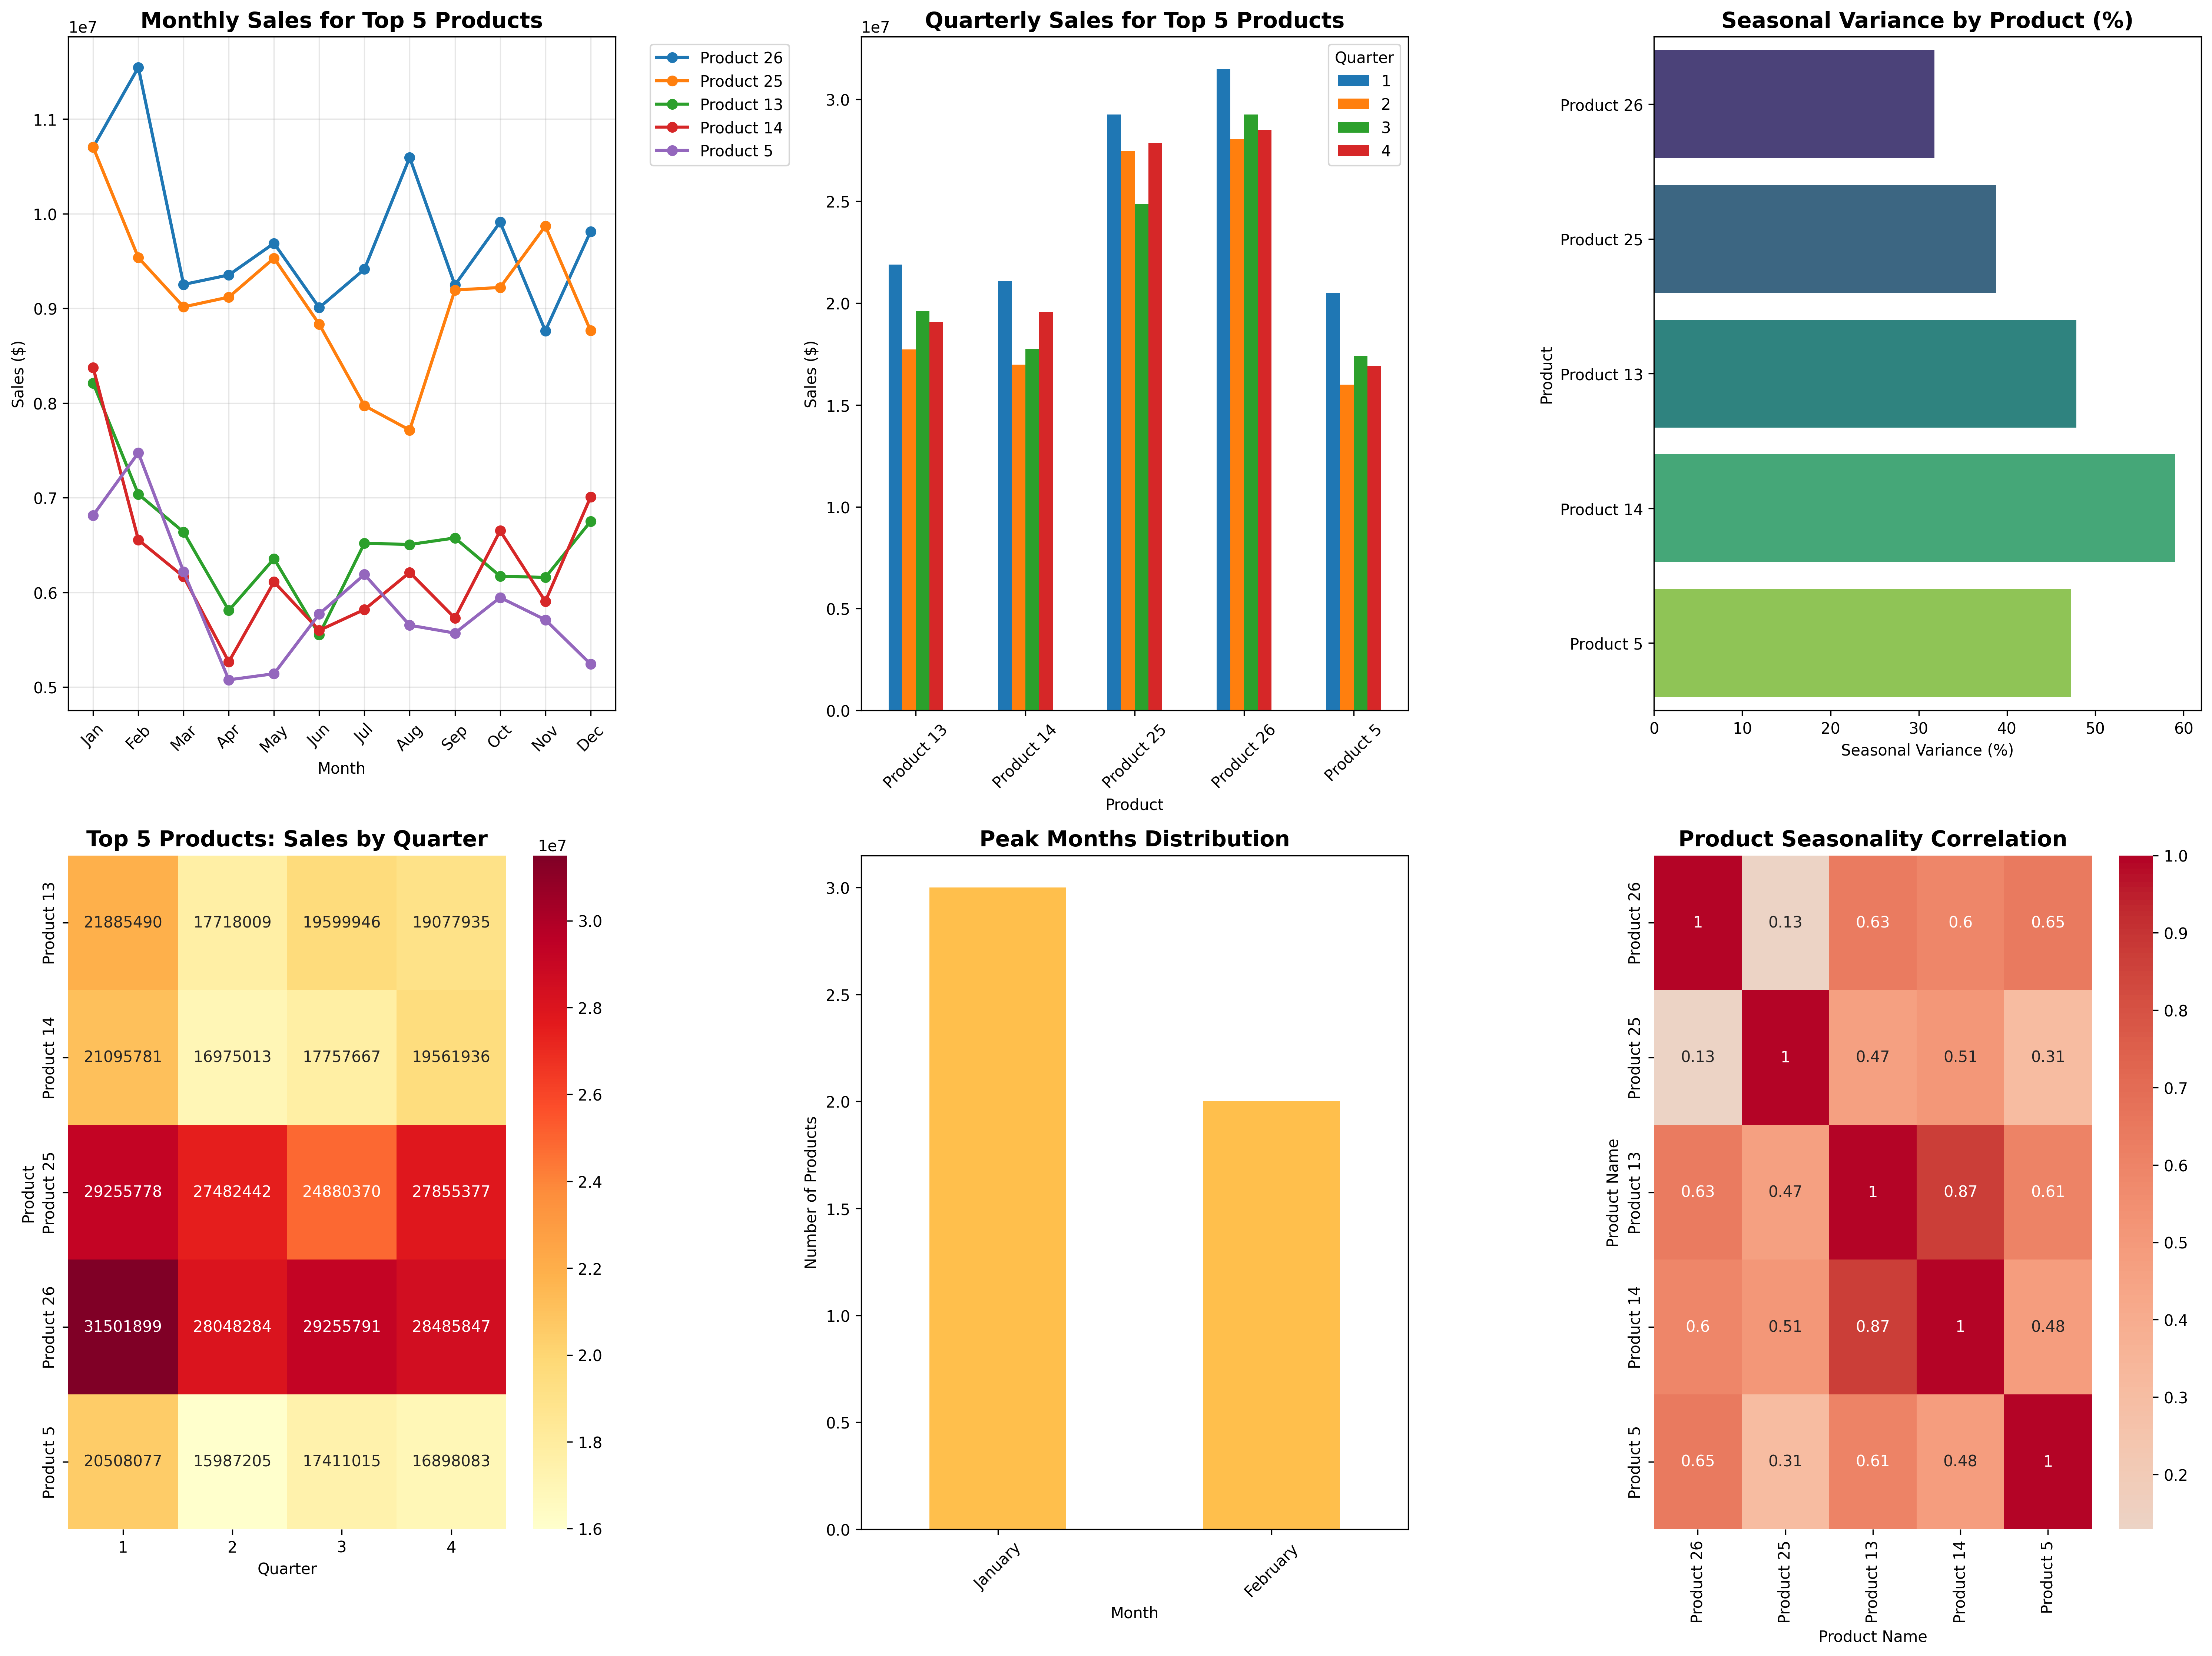 Monthly Sales for Top 5 Products
1e7
1.1
1.0
0.9
0.8
0.7
0.6
0.5
Sales ($)
Jan
Feb
Mar
Apr
May
Jun
Jul
Aug
Sep
Oct
Nov
Dec
Month
Product 26
Product 25
Product 13
Product 14
Product 5
Quarterly Sales for Top 5 Products
1e7
3.0
2.5
2.0
1.5
1.0
0.5
0.0
Sales ($)
Quarter
1
2
3
4
Product 13
Product 14
Product 25
Product 26
Product 5
Product
Seasonal Variance by Product (%)
Product 26
Product 25
Product 13
Product 14
Product 5
Product
0
10
20
30
40
50
60
Seasonal Variance (%)
Top 5 Products: Sales by Quarter
Product
Product 13
21885490 17718009 19599946 19077935
Product 14
21095781 16975013 17757667 19561936
Product 25
29255778 27482442 24880370 27855377
Product 26
31501899 28048284 29255791 28485847
Product 5
20508077 15987205 17411015 16898083
1 2 3 4
Quarter
1e7
3.0
2.8
2.6
2.4
2.2
2.0
1.8
1.6
Peak Months Distribution
3.0
2.5
2.0
1.5
1.0
0.5
0.0
Number of Products
January
February
Month
Product Seasonality Correlation
Product Name
Product 26
1 0.13 0.63 0.6 0.65
Product 25
0.13 1 0.47 0.51 0.31
Product 13
0.63 0.47 1 0.87 0.61
Product 14
0.6 0.51 0.87 1 0.48
Product 5
0.65 0.31 0.61 0.48 1
Product 26
Product 25
Product 13
Product 14
Product 5
Product Name
1.0
0.9
0.8
0.7
0.6
0.5
0.4
0.3
0.2